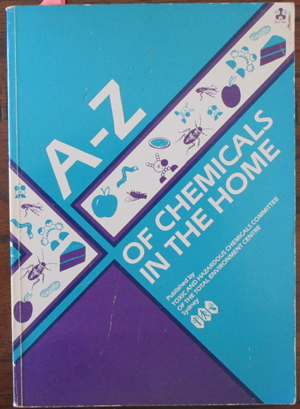 A-Z
OF CHEMICALS
IN THE HOME
Published by
TOXIC AND HAZARDOUS CHEMICALS COMMITTEE
OF THE TOTAL ENVIRONMENT CENTRE
Sydney